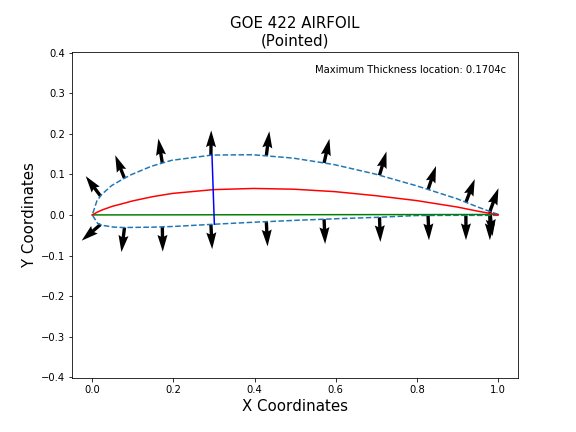 GOE 422 AIRFOIL
(Pointed)
Maximum Thickness location: 0.1704c
0.4
0.3
0.2
0.1
0.0
−0.1
−0.2
−0.3
−0.4
Y Coordinates
0.0 0.2 0.4 0.6 0.8 1.0
X Coordinates